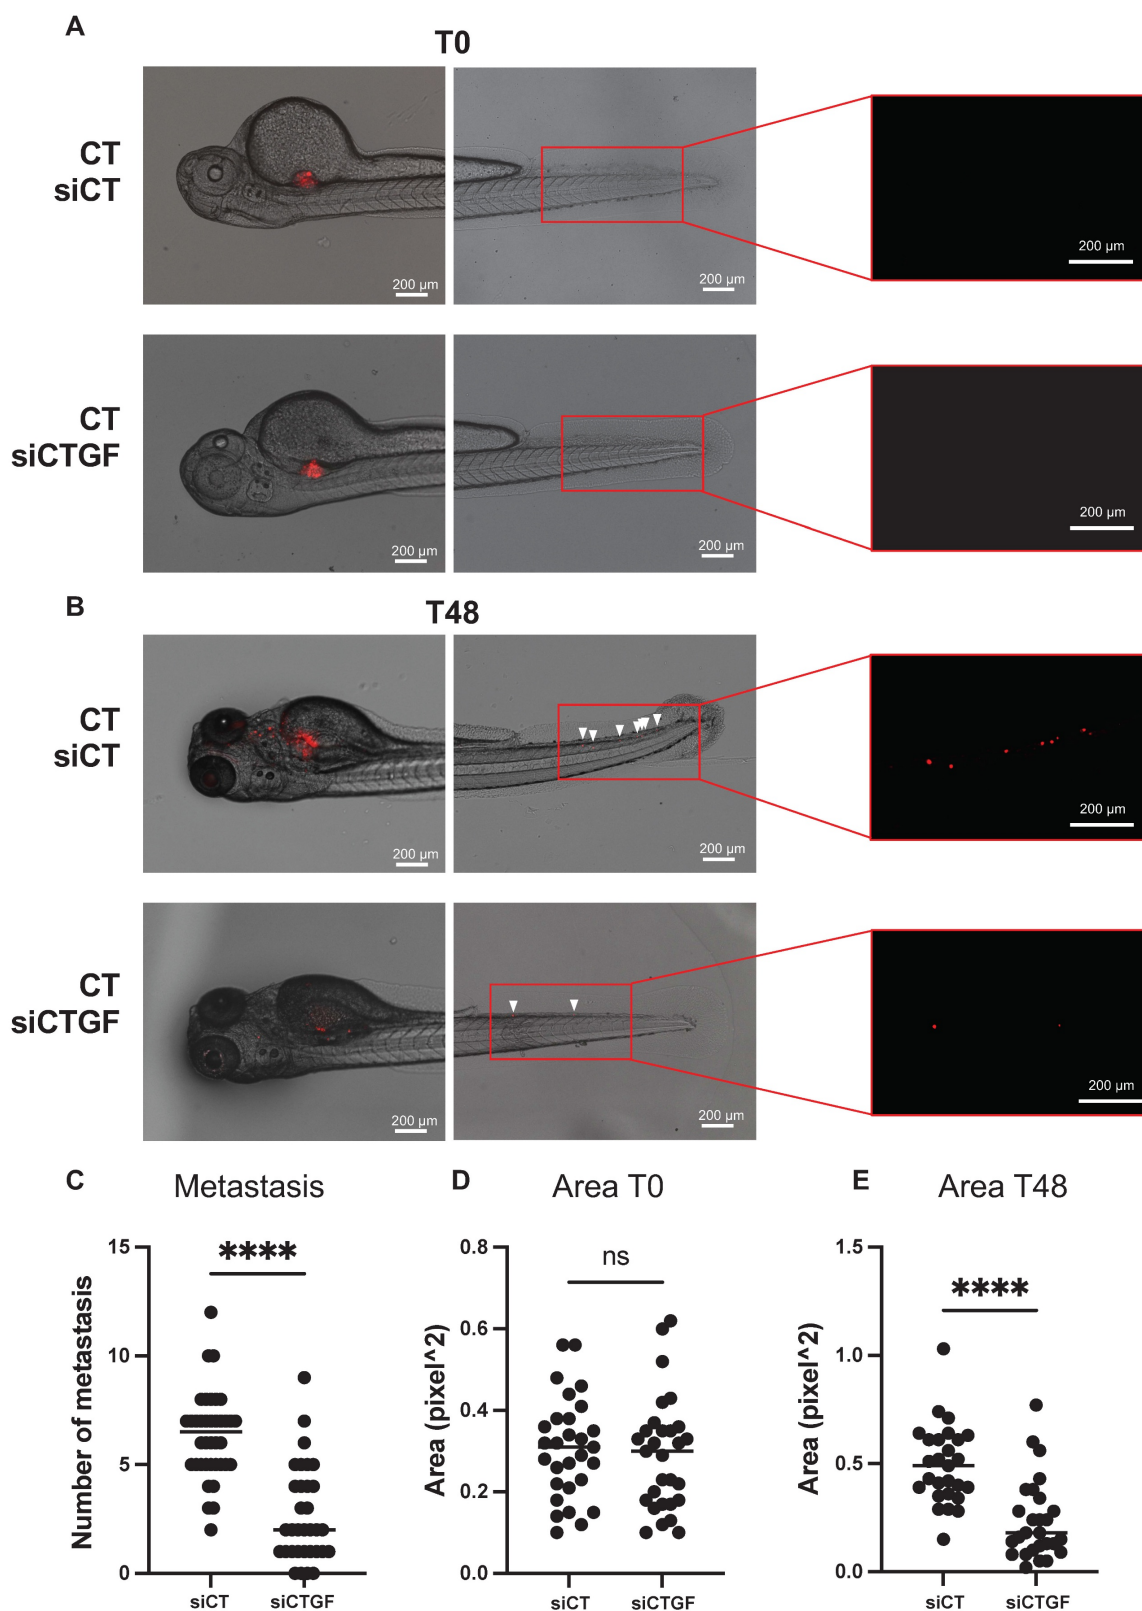 A
T0
CT
siCT
200 µm
200 µm
200 µm
CT
siCTGF
200 µm
200 µm
200 µm
B
T48
CT
siCT
200 µm
200 µm
200 µm
CT
siCTGF
200 µm
200 µm
200 µm
C
Metastasis
Number of metastasis
15
10
5
0
****
siCT
siCTGF
D
Area T0
Area (pixel^2)
0.8
0.6
0.4
0.2
0.0
ns
siCT
siCTGF
E
Area T48
Area (pixel^2)
1.5
1.0
0.5
0.0
****
siCT
siCTGF